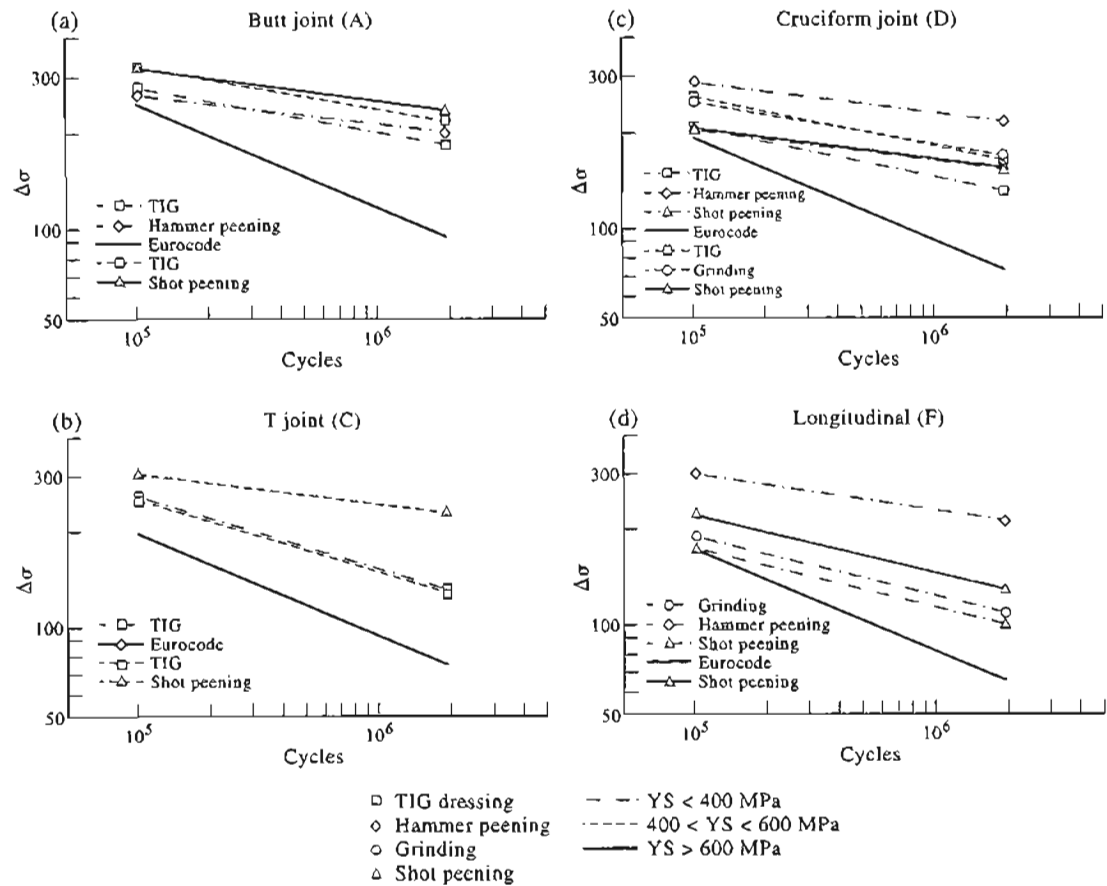 (a) Butt joint (A)
300
100
50
Δσ
TIG
Hammer peening
Eurocode
TIG
Shot peening
10⁵
10⁶
Cycles
(c) Cruciform joint (D)
300
100
50
Δσ
TIG
Hammer peening
Shot peening
Eurocode
TIG
Grinding
Shot peening
10⁵
10⁶
Cycles
(b) T joint (C)
300
100
50
Δσ
TIG
Eurocode
TIG
Shot peening
10⁵
10⁶
Cycles
(d) Longitudinal (F)
300
100
50
Δσ
Grinding
Hammer peening
Shot peening
Eurocode
Shot peening
10⁵
10⁶
Cycles
TIG dressing
Hammer peening
Grinding
Shot peening
YS < 400 MPa
400 < YS < 600 MPa
YS > 600 MPa